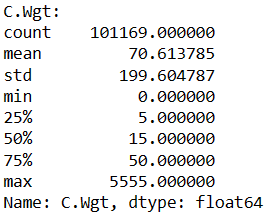 C.Wgt:
count    101169.000000
mean         70.613785
std         199.604787
min           0.000000
25%           5.000000
50%          15.000000
75%          50.000000
max        5555.000000
Name: C.Wgt, dtype: float64